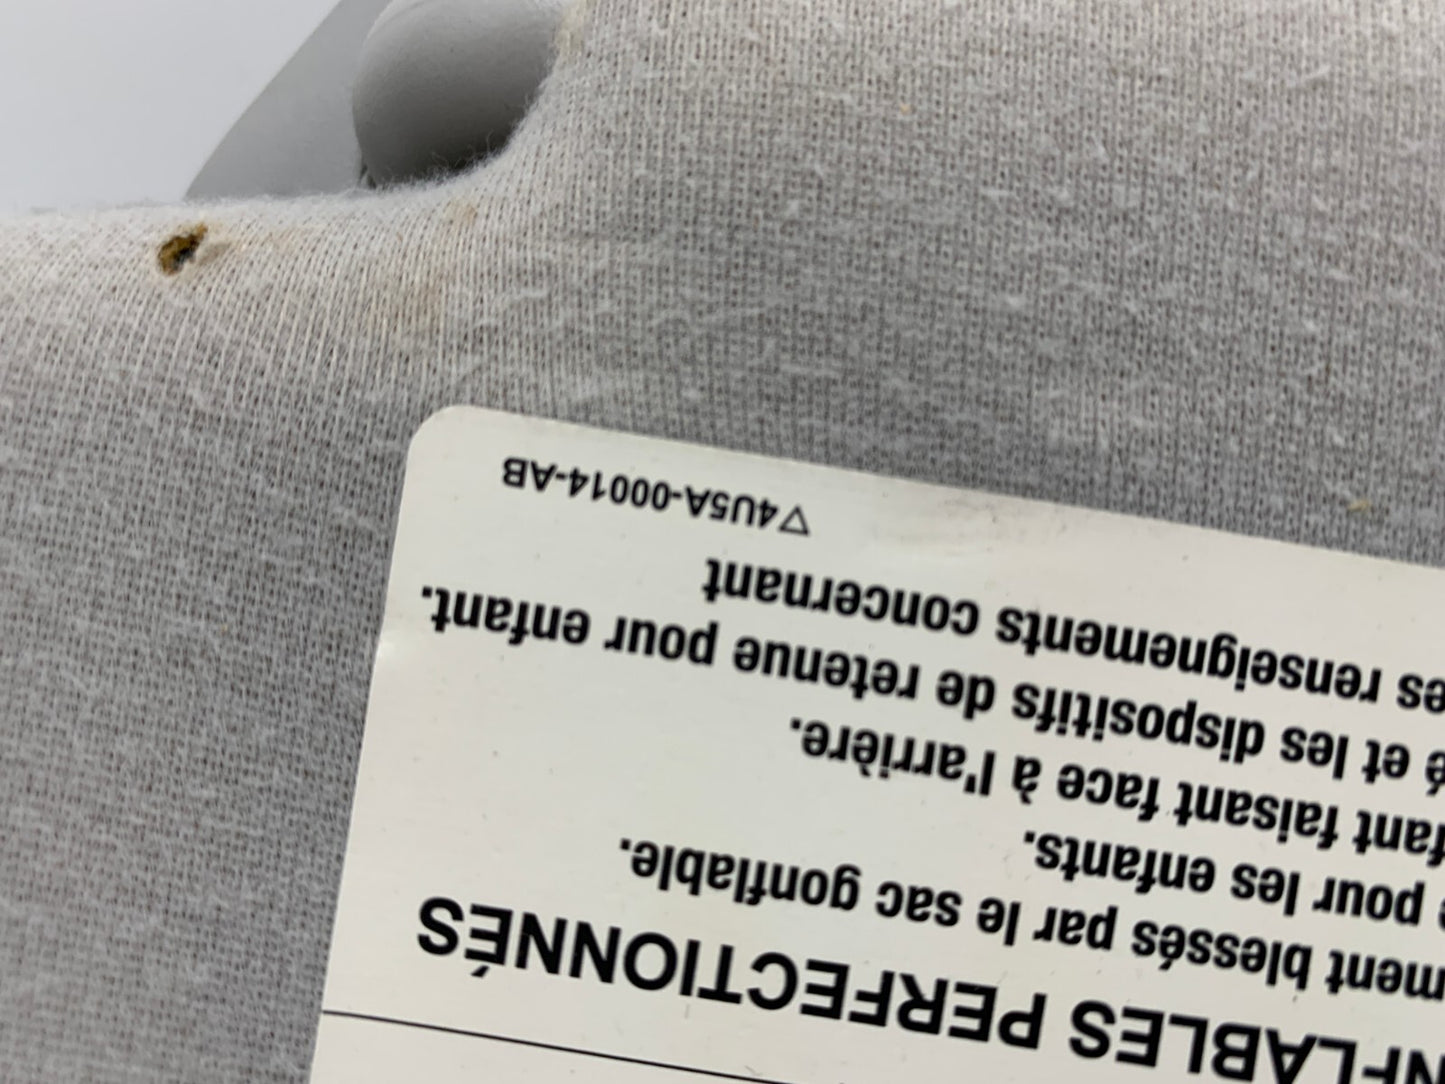 NFLABLES PERFECTIONNÉS
ment blessés par le sac gonflable.
pour les enfants.
fant faisant face à l'arrière.
é et les dispositifs de retenue pour enfant.
es renseignements concernant
▽4U5A-00014-AB